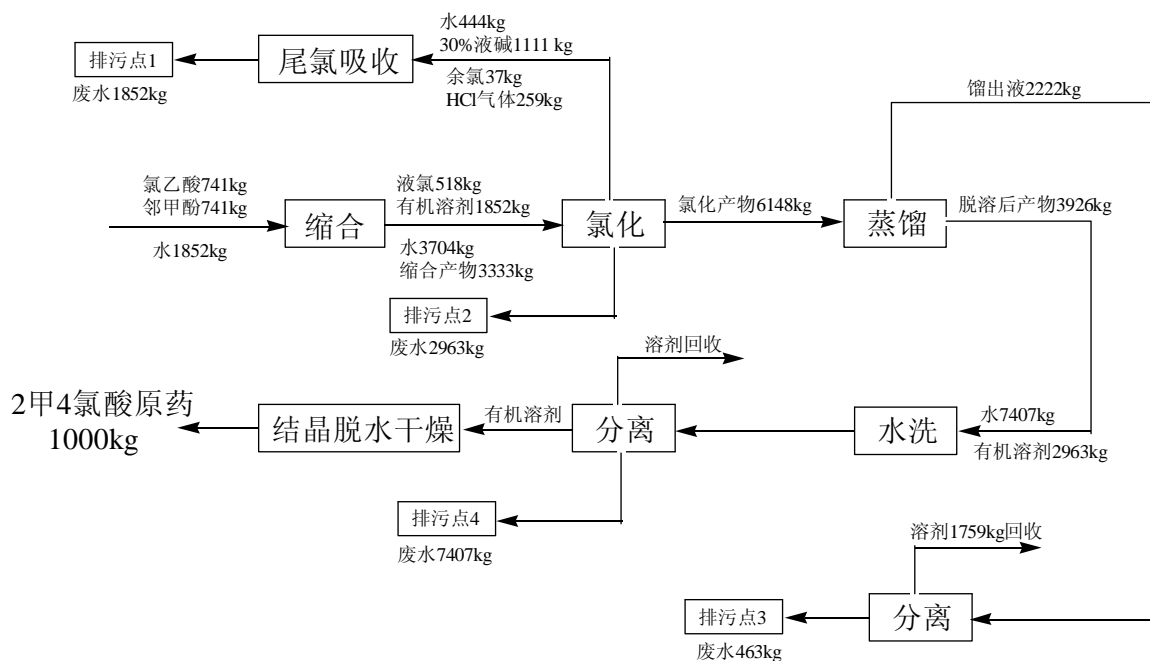 水444kg
30%液碱1111 kg
排污点1
尾氯吸收
废水1852kg
余氯37kg
HCl气体259kg
馏出液2222kg
氯乙酸741kg
邻甲酚741kg
水1852kg
缩合
液氯518kg
有机溶剂1852kg
水3704kg
缩合产物3333kg
氯化
氯化产物6148kg
蒸馏
脱溶后产物3926kg
排污点2
废水2963kg
溶剂回收
2甲4氯酸原药
1000kg
结晶脱水干燥
有机溶剂
分离
水洗
水7407kg
有机溶剂2963kg
排污点4
废水7407kg
溶剂1759kg回收
排污点3
分离
废水463kg